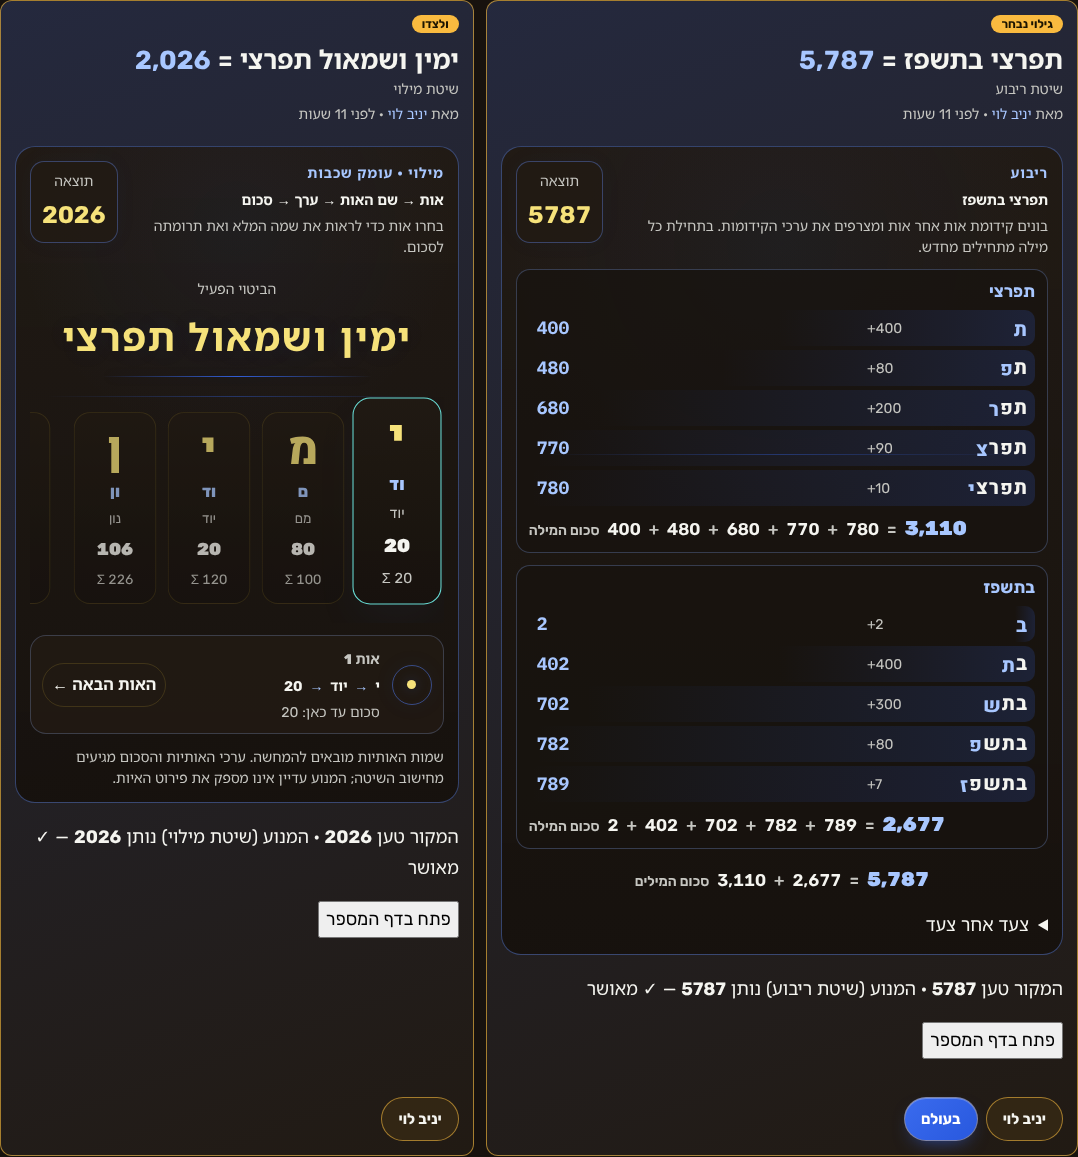 גילוי נבחר
תפרצי בתשפז = 5,787
שיטת ריבוע
מאת יניב לוי • לפני 11 שעות
ריבוע
תפרצי בתשפז
בונים קידומת אות אחר אות ומצרפים את ערכי הקידומות. בתחילת כל
מילה מתחילים מחדש.
תוצאה
5787
תפרצי
ת +400 400
תפ +80 480
תפר +200 680
תפרצ +90 770
תפרצי +10 780
סכום המילה 400 + 480 + 680 + 770 + 780 = 3,110
בתשפז
ב +2 2
בת +400 402
בתש +300 702
בתשפ +80 782
בתשפז +7 789
סכום המילה 2 + 402 + 702 + 782 + 789 = 2,677
סכום המילים 3,110 + 2,677 = 5,787
◀ צעד אחר צעד
המקור טען 5787 • המנוע (שיטת ריבוע) נותן 5787 — ✓ מאושר
פתח בדף המספר
יניב לוי
בעולם
ולצדו
ימין ושמאול תפרצי = 2,026
שיטת מילוי
מאת יניב לוי • לפני 11 שעות
מילוי • עומק שכבות
אות ← שם האות ← ערך ← סכום
בחרו אות כדי לראות את שמה המלא ואת תרומתה
לסכום.
תוצאה
2026
הביטוי הפעיל
ימין ושמאול תפרצי
י מ י ן
וד ם וד ון
יוד מם יוד נון
20 80 20 106
Σ 20 Σ 100 Σ 120 Σ 226
אות 1
י → יוד → 20
סכום עד כאן: 20
האות הבאה ←
שמות האותיות מובאים להמחשה. ערכי האותיות והסכום מגיעים
מחישוב השיטה; המנוע עדיין אינו מספק את פירוט האיות.
המקור טען 2026 • המנוע (שיטת מילוי) נותן 2026 — ✓
מאושר
פתח בדף המספר
יניב לוי